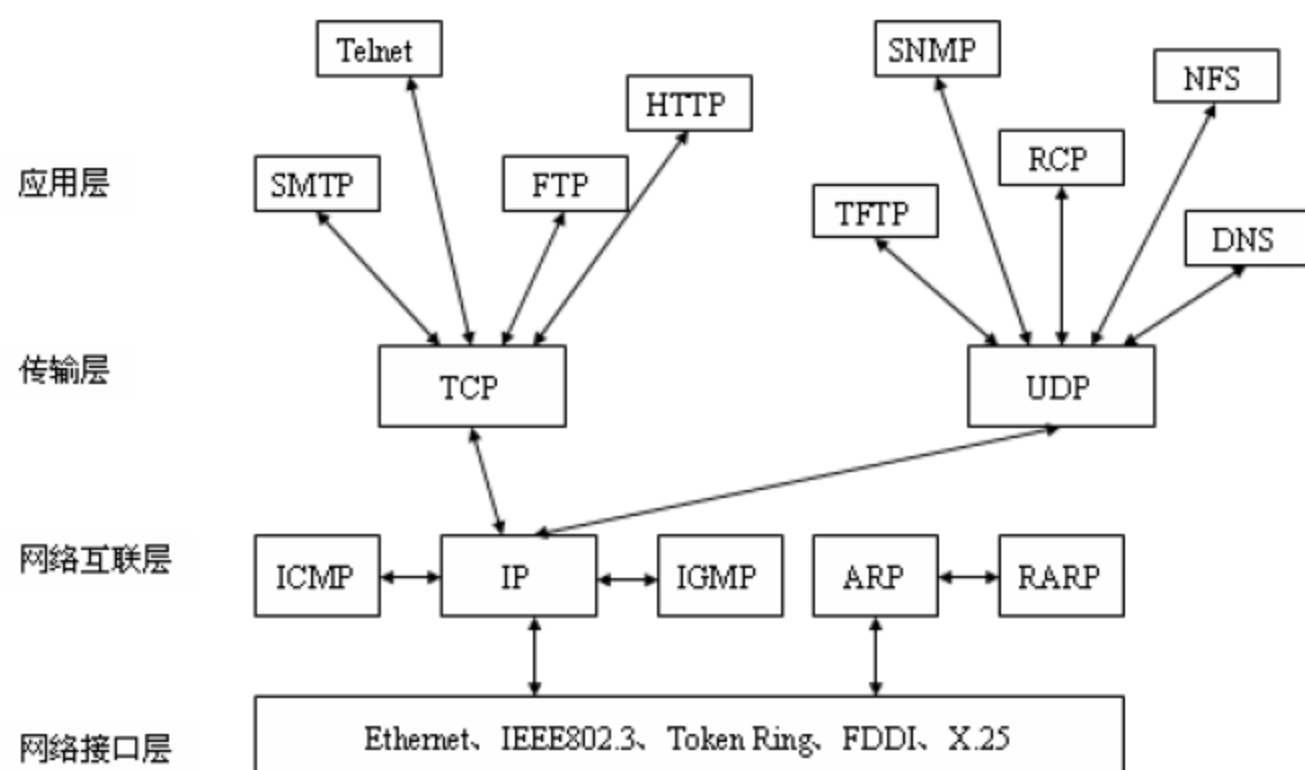 Telnet
SNMP
NFS
HTTP
RCP
应用层
SMTP
FTP
TFTP
DNS
传输层
TCP
UDP
网络互联层
ICMP
IP
IGMP
ARP
RARP
网络接口层
Ethernet、IEEE802.3、Token Ring、FDDI、X.25